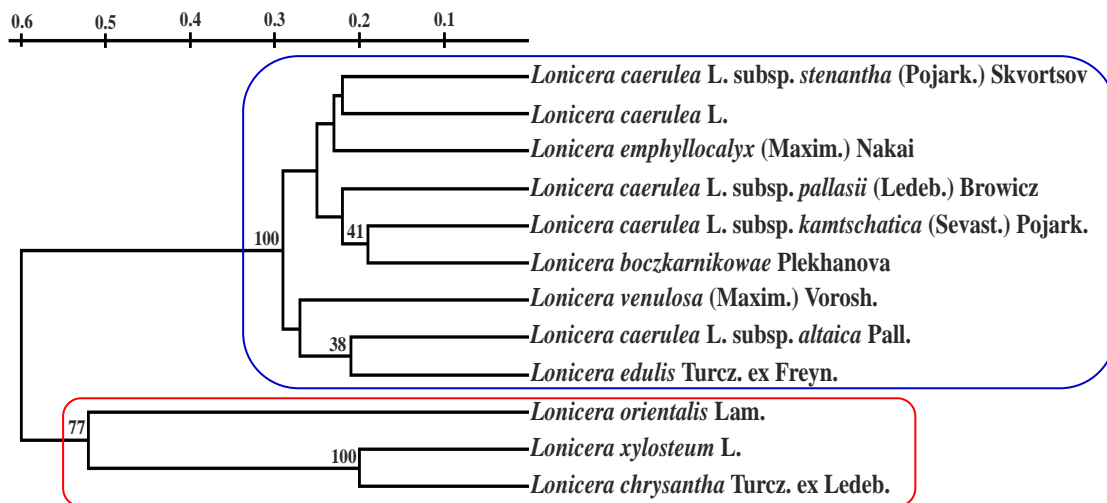 0.6 0.5 0.4 0.3 0.2 0.1
Lonicera caerulea L. subsp. stenantha (Pojark.) Skvortsov
Lonicera caerulea L.
Lonicera emphyllocalyx (Maxim.) Nakai
Lonicera caerulea L. subsp. pallasii (Ledeb.) Browicz
Lonicera caerulea L. subsp. kamtschatica (Sevast.) Pojark.
41
100
Lonicera boczkarnikowae Plekhanova
Lonicera venulosa (Maxim.) Vorosh.
Lonicera caerulea L. subsp. altaica Pall.
38
Lonicera edulis Turcz. ex Freyn.
Lonicera orientalis Lam.
77
Lonicera xylosteum L.
100
Lonicera chrysantha Turcz. ex Ledeb.